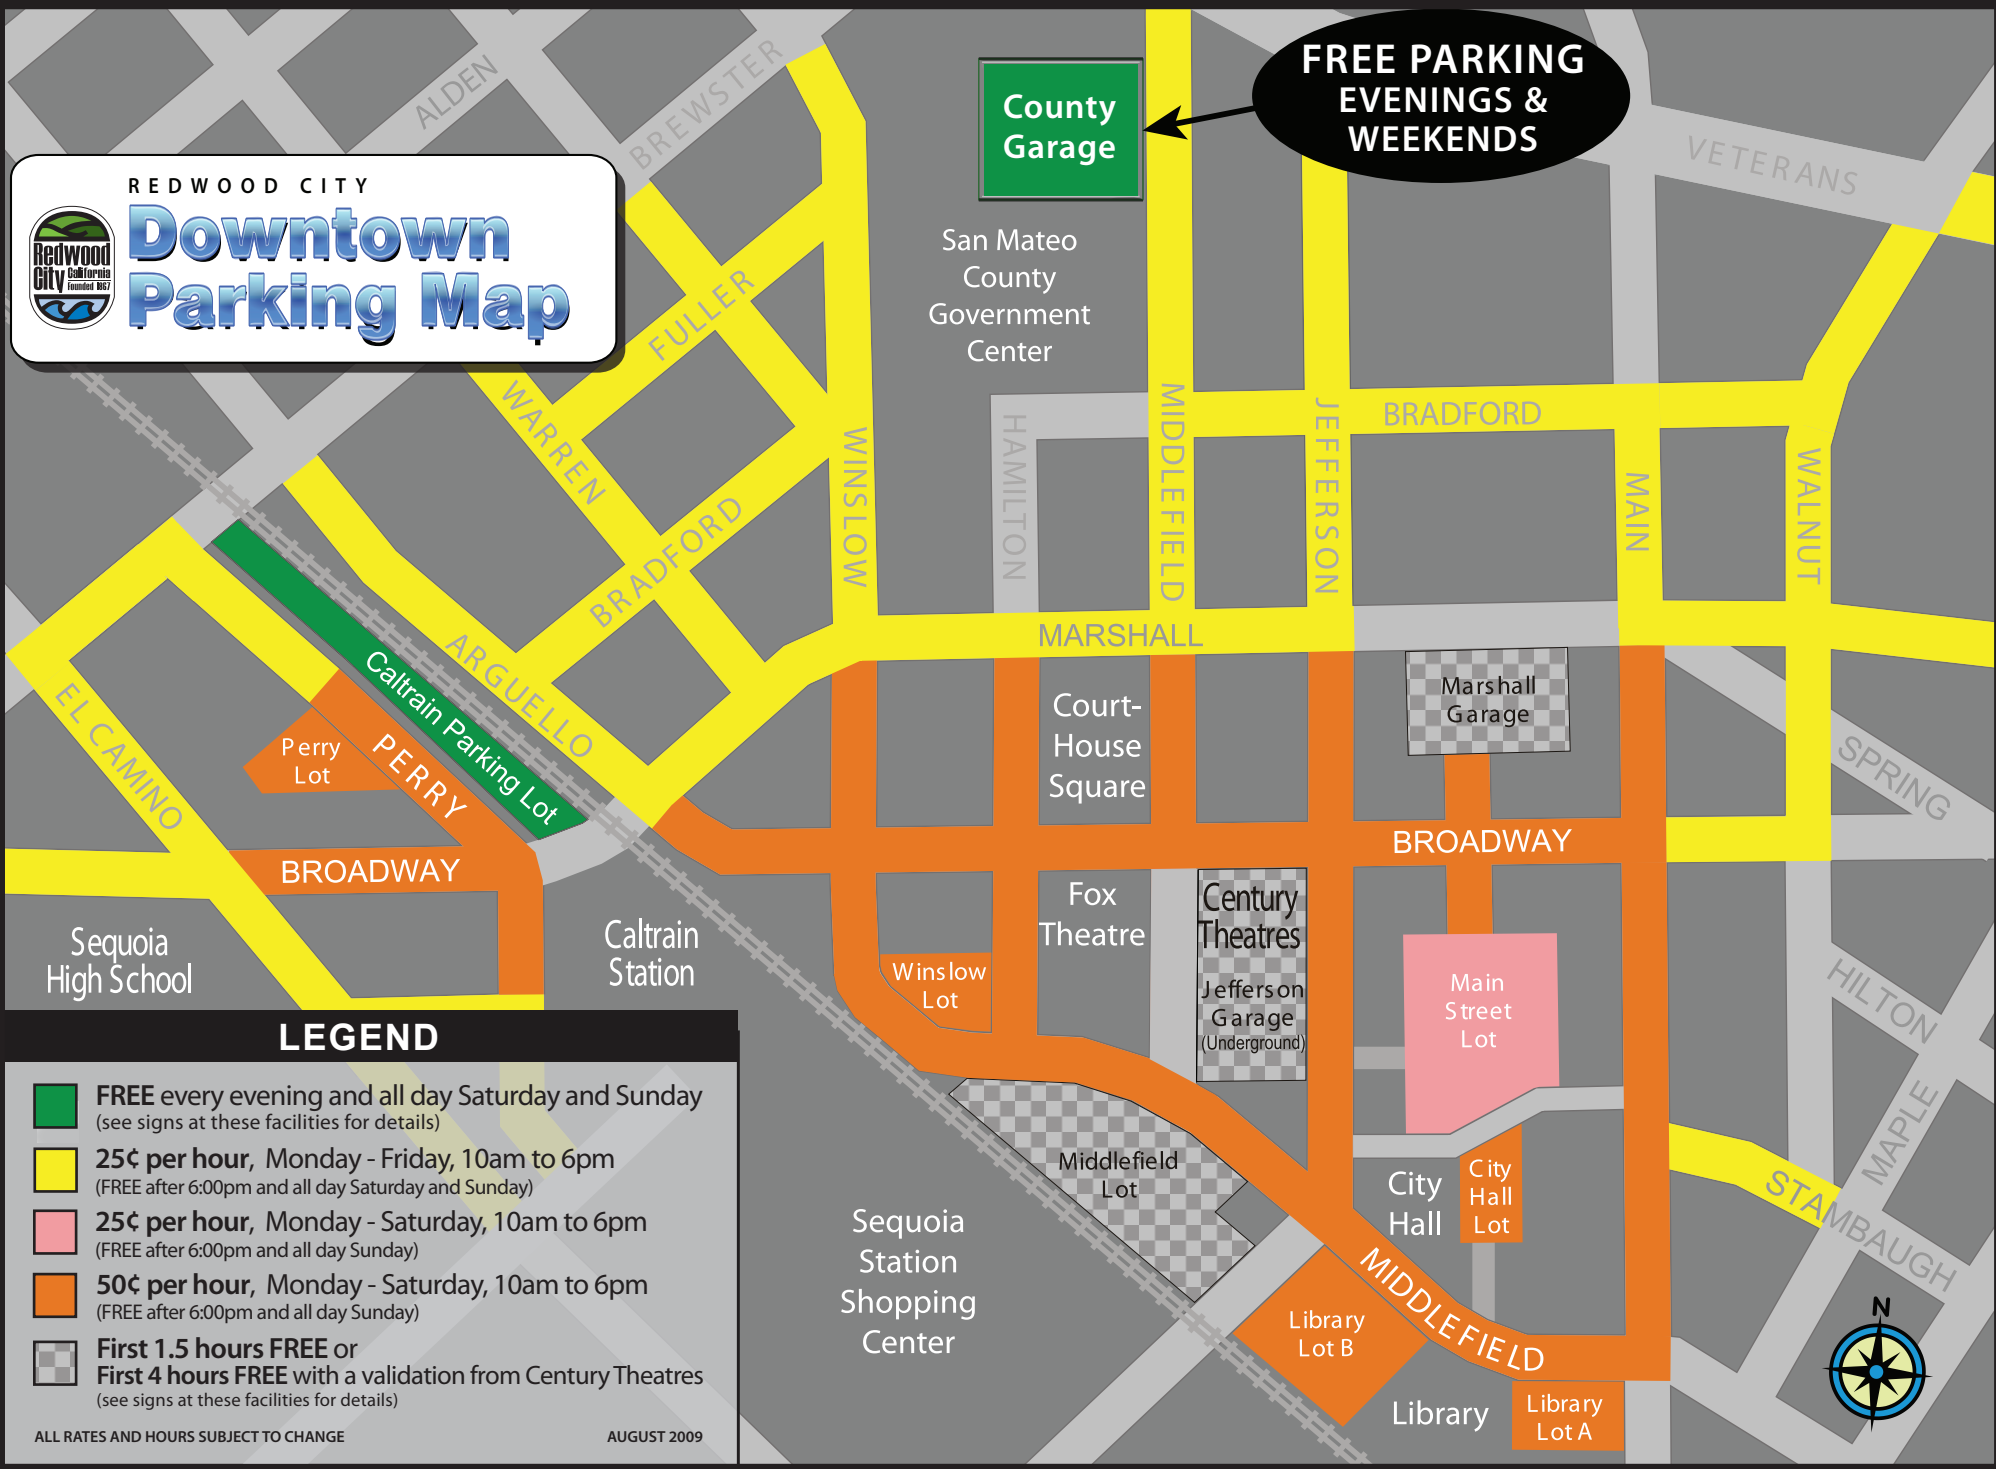 ALDEN
BREWSTER
County
Garage
FREE PARKING
EVENINGS &
WEEKENDS
VETERANS
REDWOOD CITY
Downtown
Parking Map
Redwood
City
California
Founded 1867
San Mateo
County
Government
Center
FULLER
WARREN
WINSLOW
HAMILTON
MIDDLEFIELD
JEFFERSON
BRADFORD
MAIN
WALNUT
BRADFORD
MARSHALL
ARGUELLO
Caltrain Parking Lot
EL CAMINO
Perry
Lot
PERRY
Court-
House
Square
Marshall
Garage
SPRING
BROADWAY
BROADWAY
Fox
Theatre
Century
Theatres
Jefferson
Garage
(Underground)
Sequoia
High School
Caltrain
Station
Winslow
Lot
Main
Street
Lot
HILTON
MAPLE
STAMBAUGH
Middlefield
Lot
City
Hall
City
Hall
Lot
Sequoia
Station
Shopping
Center
MIDDLEFIELD
Library
Lot B
Library
Library
Lot A
N
LEGEND
FREE every evening and all day Saturday and Sunday
(see signs at these facilities for details)
25¢ per hour, Monday - Friday, 10am to 6pm
(FREE after 6:00pm and all day Saturday and Sunday)
25¢ per hour, Monday - Saturday, 10am to 6pm
(FREE after 6:00pm and all day Sunday)
50¢ per hour, Monday - Saturday, 10am to 6pm
(FREE after 6:00pm and all day Sunday)
First 1.5 hours FREE or
First 4 hours FREE with a validation from Century Theatres
(see signs at these facilities for details)
ALL RATES AND HOURS SUBJECT TO CHANGE
AUGUST 2009